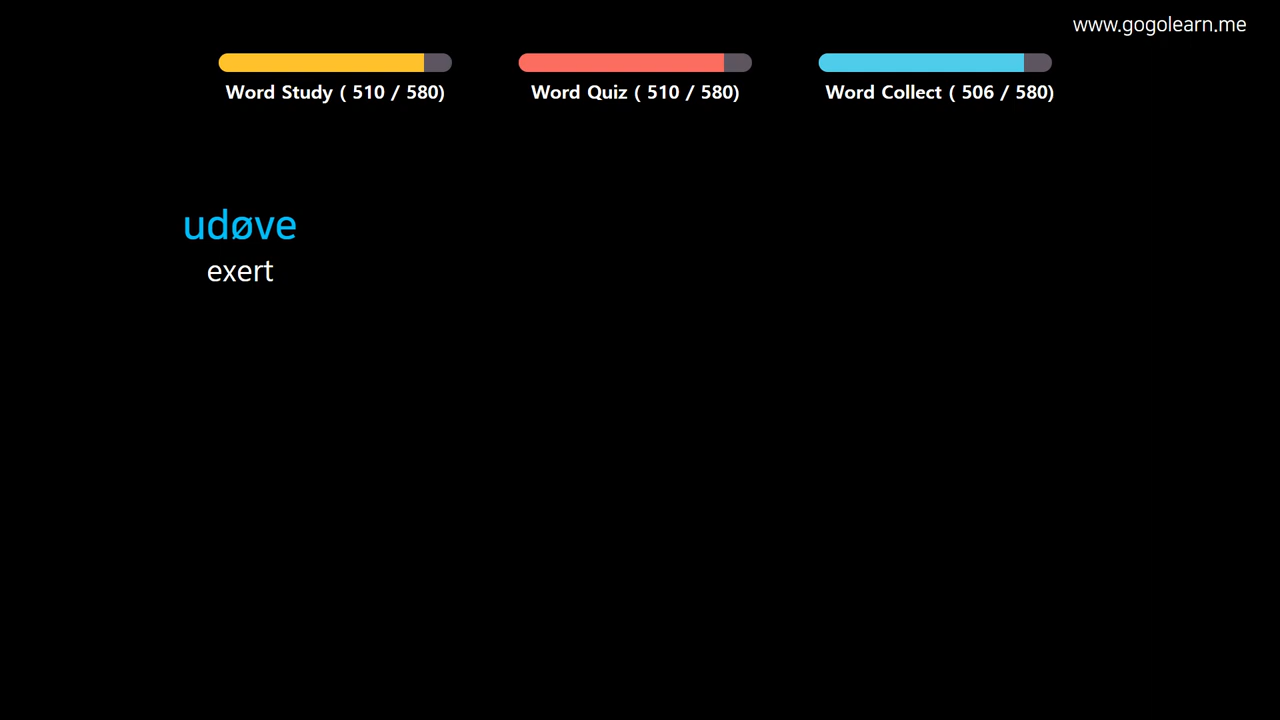 www.gogolearn.me
Word Study ( 510 / 580)
Word Quiz ( 510 / 580)
Word Collect ( 506 / 580)
udøve
exert